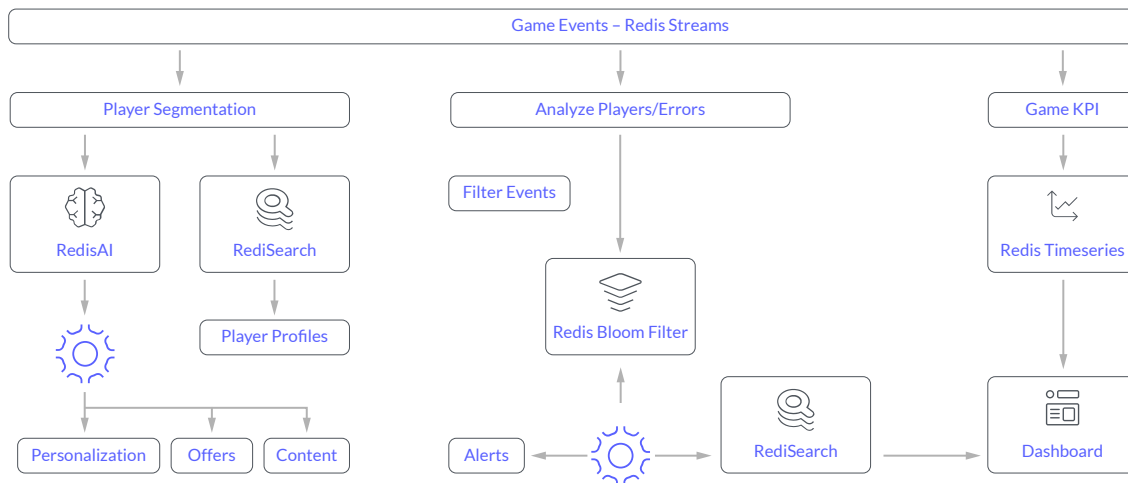 Game Events – Redis Streams
Player Segmentation
Analyze Players/Errors
Game KPI
Filter Events
RedisAI
RediSearch
Redis Timeseries
Redis Bloom Filter
Player Profiles
Personalization
Offers
Content
Alerts
RediSearch
Dashboard